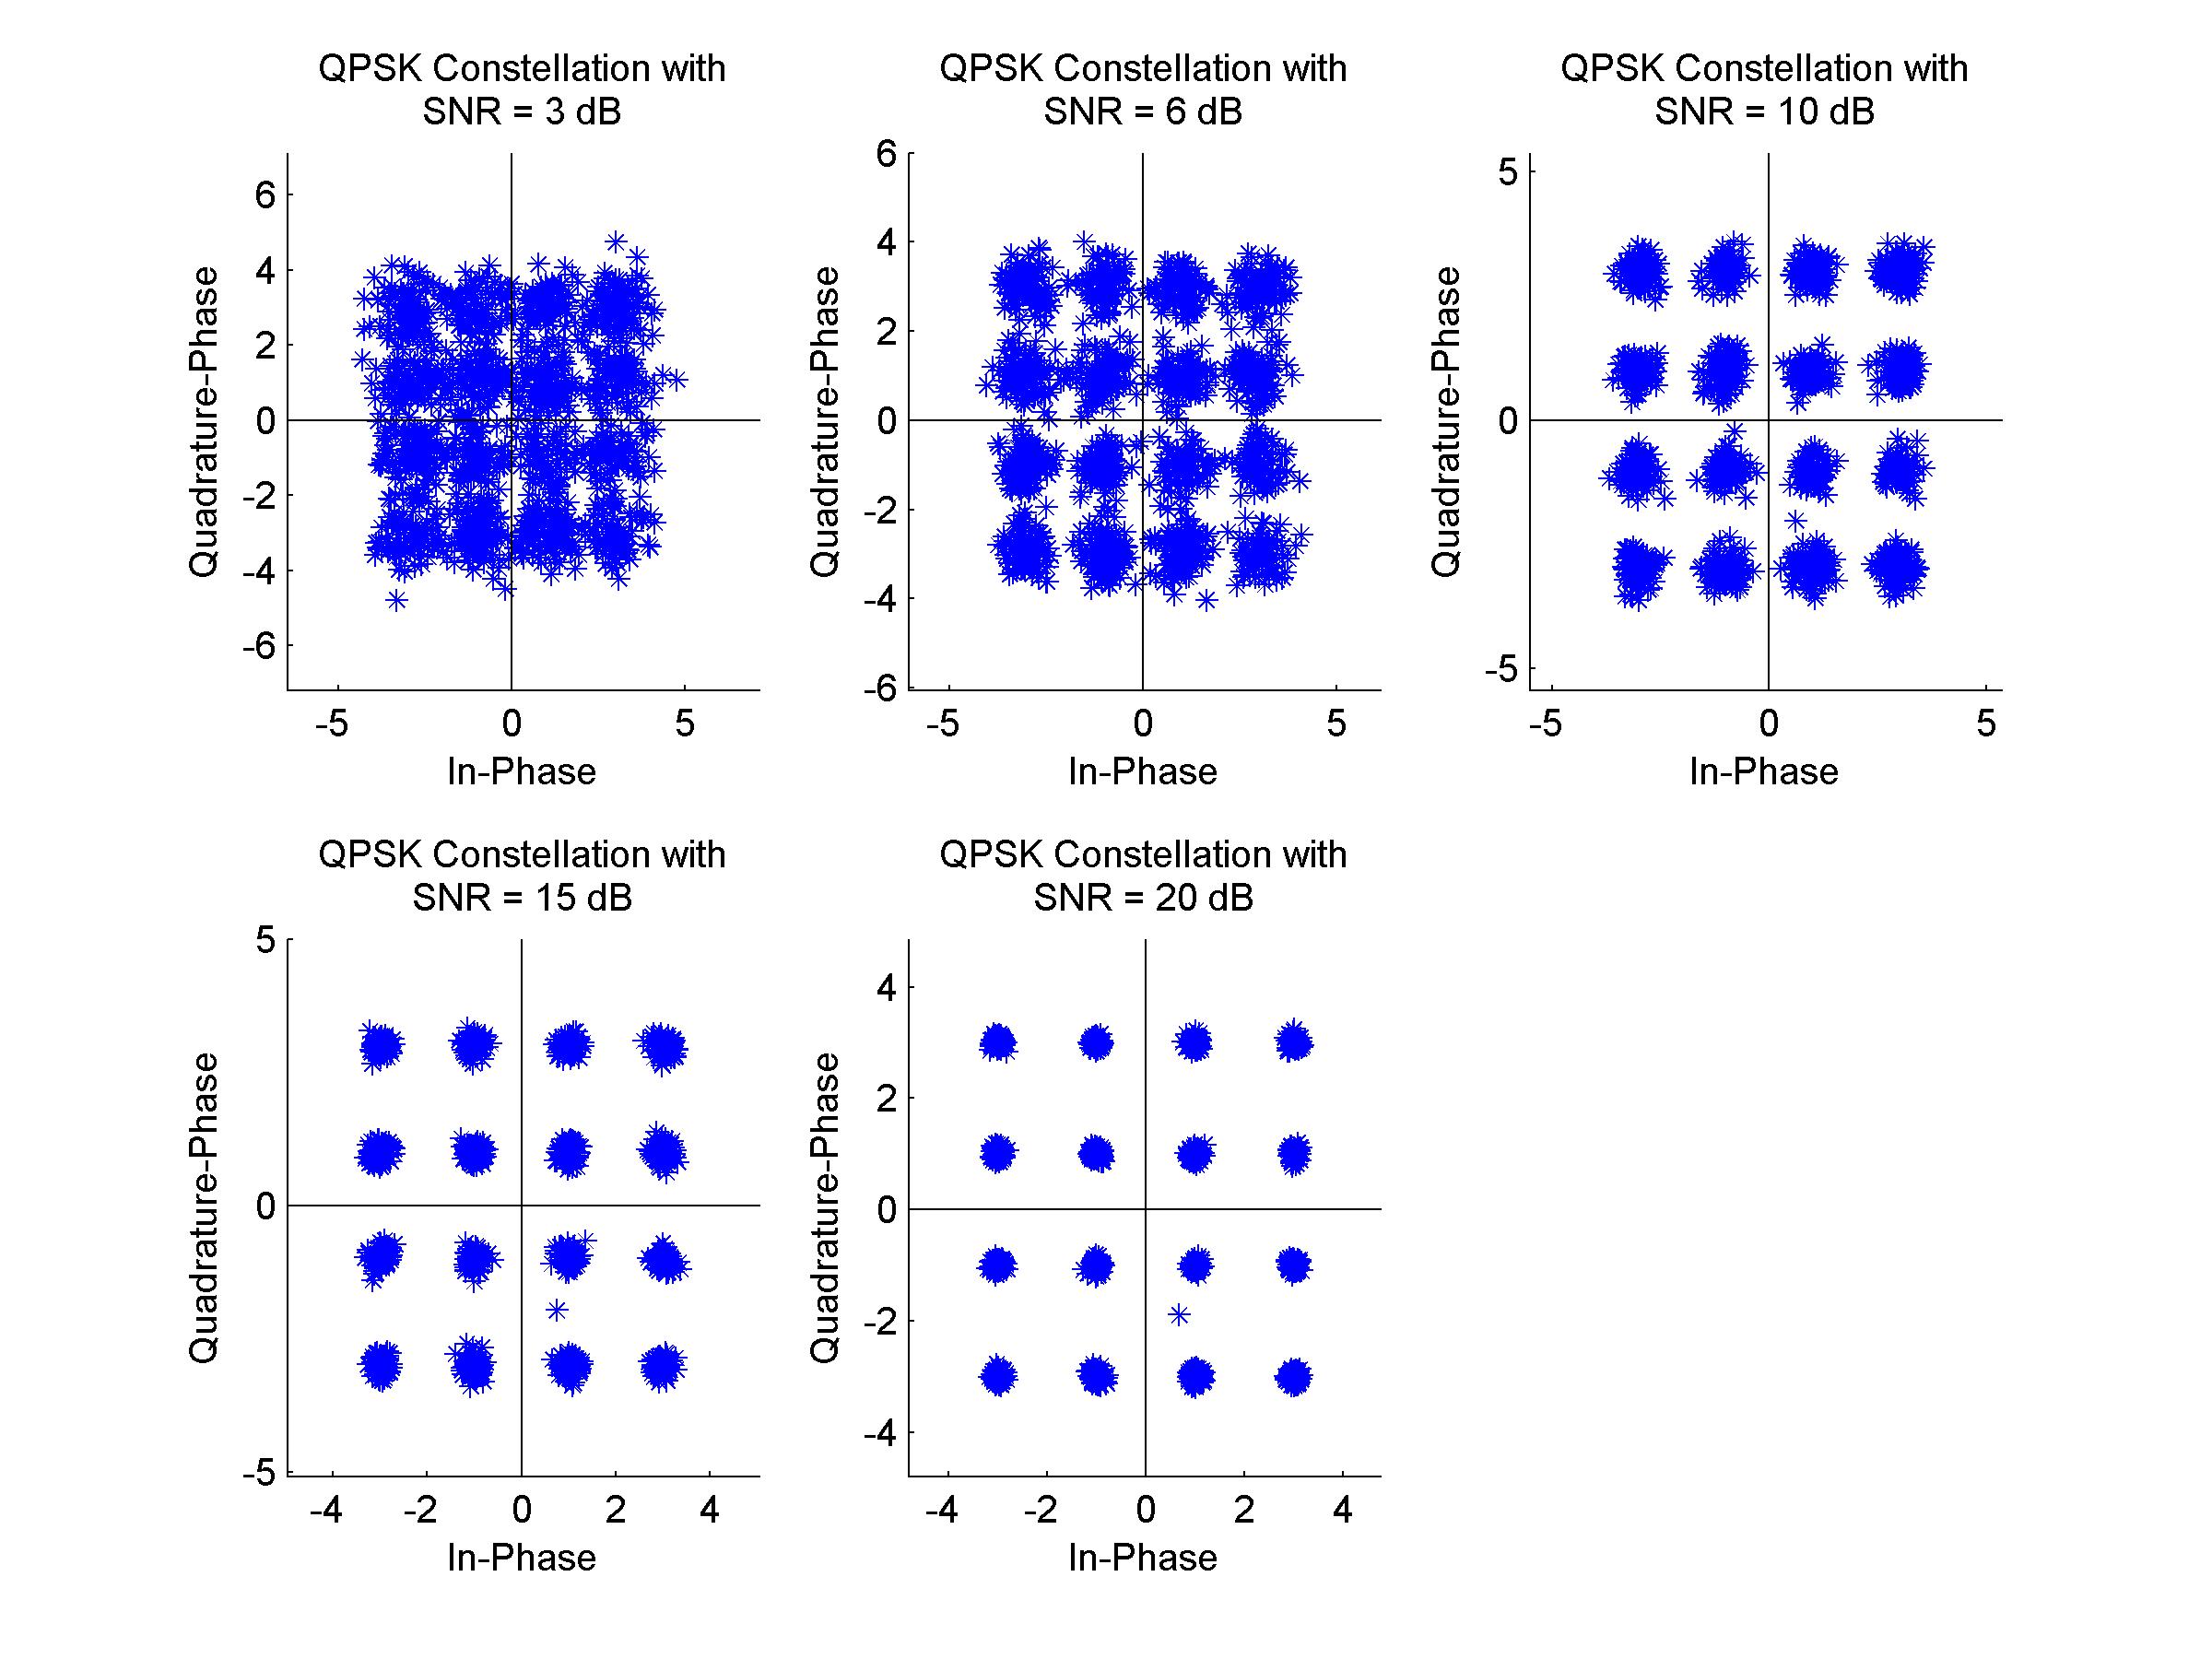 QPSK Constellation with
SNR = 3 dB
6
4
2
0
-2
-4
-6
Quadrature-Phase
-5
0
5
In-Phase
QPSK Constellation with
SNR = 6 dB
6
4
2
0
-2
-4
-6
Quadrature-Phase
-5
0
5
In-Phase
QPSK Constellation with
SNR = 10 dB
5
0
-5
Quadrature-Phase
-5
0
5
In-Phase
QPSK Constellation with
SNR = 15 dB
5
0
-5
Quadrature-Phase
-4
-2
0
2
4
In-Phase
QPSK Constellation with
SNR = 20 dB
4
2
0
-2
-4
Quadrature-Phase
-4
-2
0
2
4
In-Phase